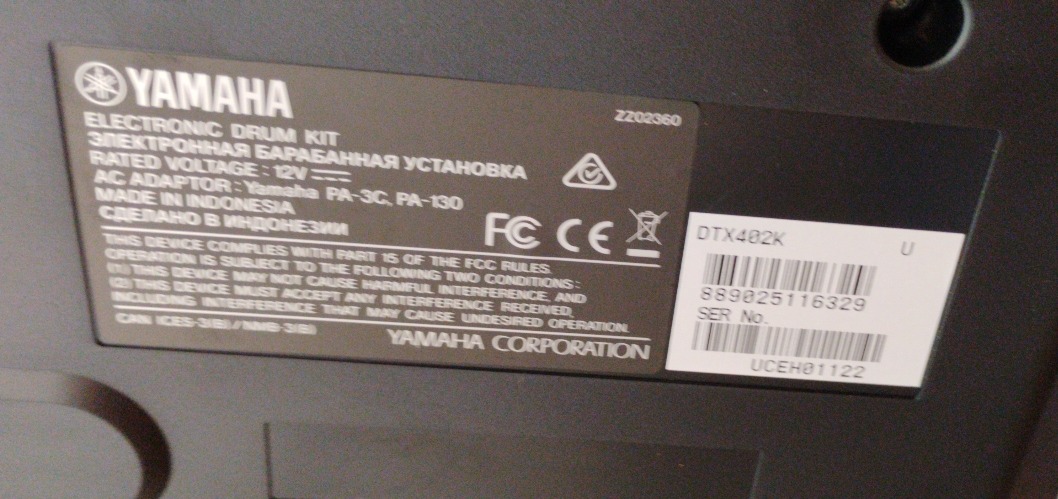 YAMAHA
ZZ02360
ELECTRONIC DRUM KIT
ЭЛЕКТРОННАЯ БАРАБАННАЯ УСТАНОВКА
RATED VOLTAGE : 12V
AC ADAPTOR : Yamaha PA-3C, PA-130
MADE IN INDONESIA
СДЕЛАНО В ИНДОНЕЗИИ
FC CE
THIS DEVICE COMPLIES WITH PART 15 OF THE FCC RULES.
OPERATION IS SUBJECT TO THE FOLLOWING TWO CONDITIONS:
(1) THIS DEVICE MAY NOT CAUSE HARMFUL INTERFERENCE, AND
(2) THIS DEVICE MUST ACCEPT ANY INTERFERENCE RECEIVED,
INCLUDING INTERFERENCE THAT MAY CAUSE UNDESIRED OPERATION.
CAN ICES-3(B)/NMB-3(B)
YAMAHA CORPORATION
DTX402K U
889025116329
SER No.
UCEH01122